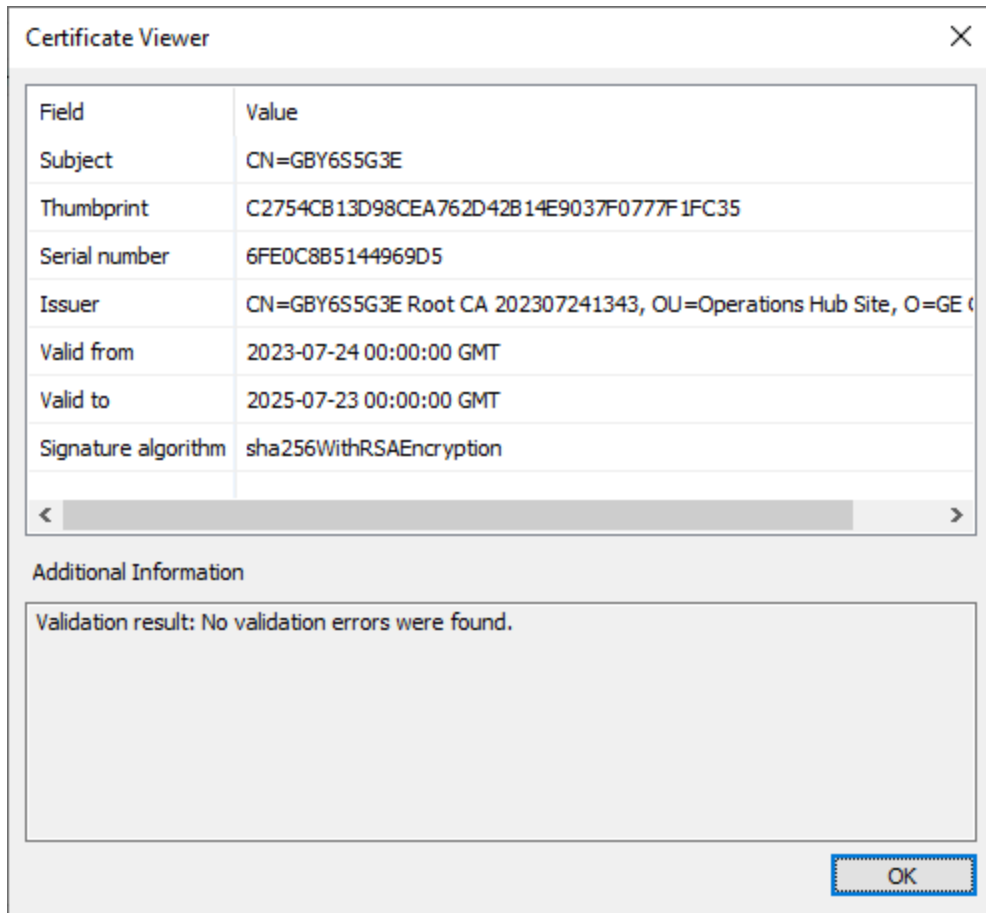 Certificate Viewer
Field Value
Subject CN=GBY6S5G3E
Thumbprint C2754CB13D98CEA762D42B14E9037F0777F1FC35
Serial number 6FE0C8B5144969D5
Issuer CN=GBY6S5G3E Root CA 202307241343, OU=Operations Hub Site, O=GE
Valid from 2023-07-24 00:00:00 GMT
Valid to 2025-07-23 00:00:00 GMT
Signature algorithm sha256WithRSAEncryption
Additional Information
Validation result: No validation errors were found.
OK